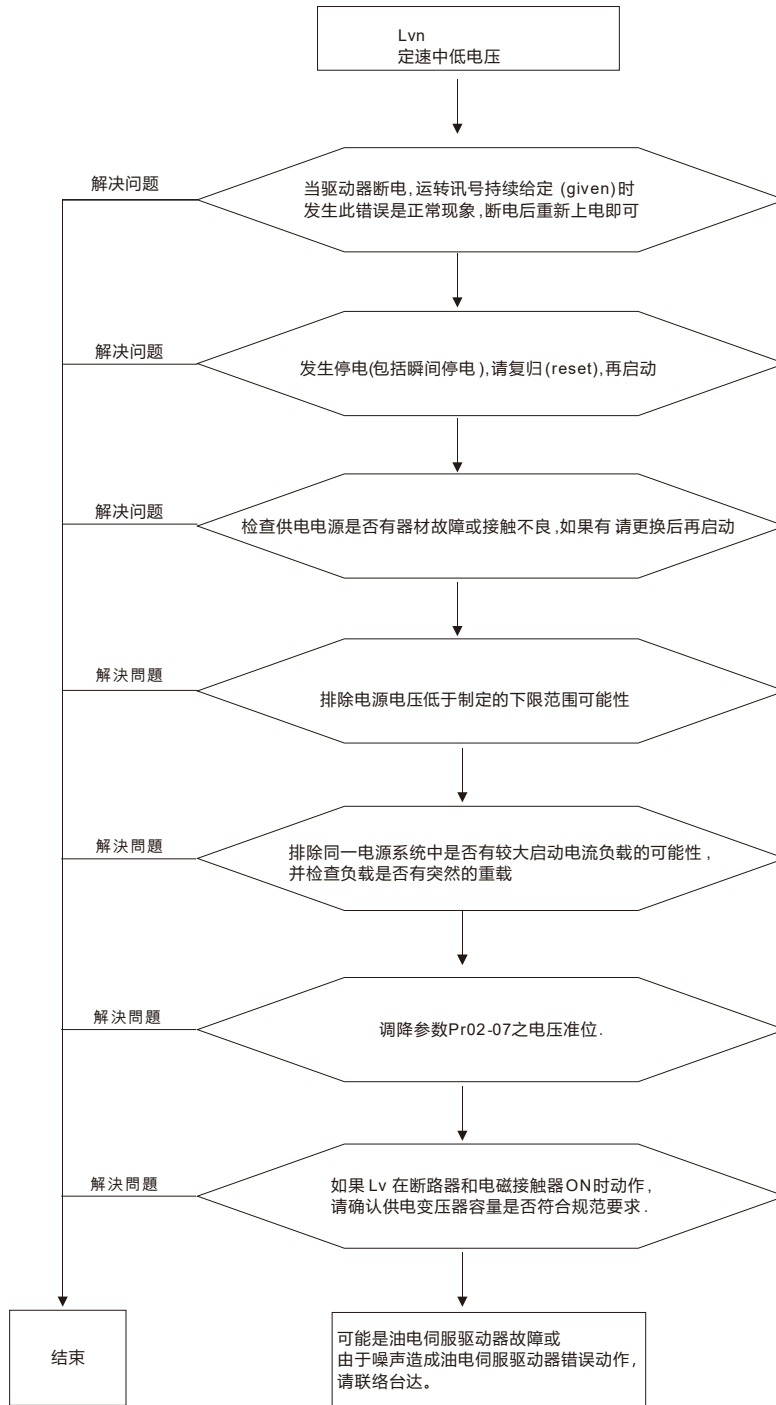 Lvn
定速中低电压
解决问题
当驱动器断电,运转讯号持续给定 (given)时
发生此错误是正常现象,断电后重新上电即可
解决问题
发生停电(包括瞬间停电),请复归(reset),再启动
解决问题
检查供电电源是否有器材故障或接触不良,如果有 请更换后再启动
解決問題
排除电源电压低于制定的下限范围可能性
解決問題
排除同一电源系统中是否有较大启动电流负载的可能性,
并检查负载是否有突然的重载
解決問題
调降参数Pr02-07之电压准位.
解決問題
如果 Lv 在断路器和电磁接触器ON时动作,
请确认供电变压器容量是否符合规范要求.
结束
可能是油电伺服驱动器故障或
由于噪声造成油电伺服驱动器错误动作,
请联络台达。